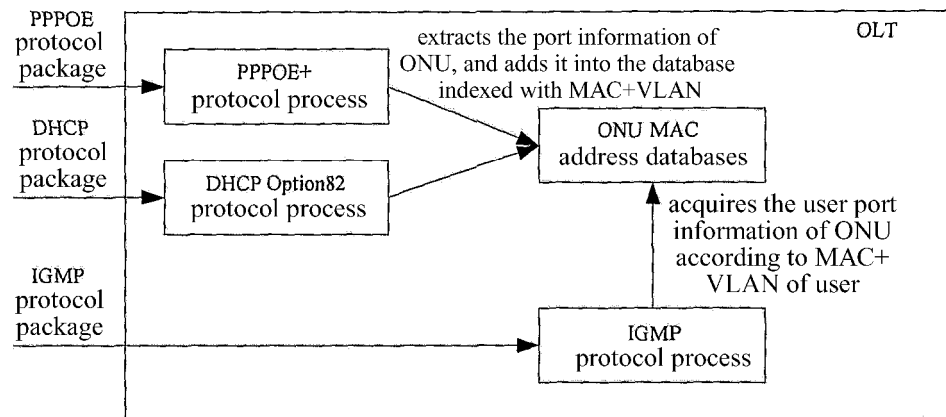 PPPOE
protocol
package
OLT
extracts the port information of
ONU, and adds it into the database
indexed with MAC+VLAN
PPPOE+
protocol process
DHCP
protocol
package
ONU MAC
address databases
DHCP Option82
protocol process
acquires the user port
information of ONU
according to MAC+
VLAN of user
IGMP
protocol
package
IGMP
protocol process